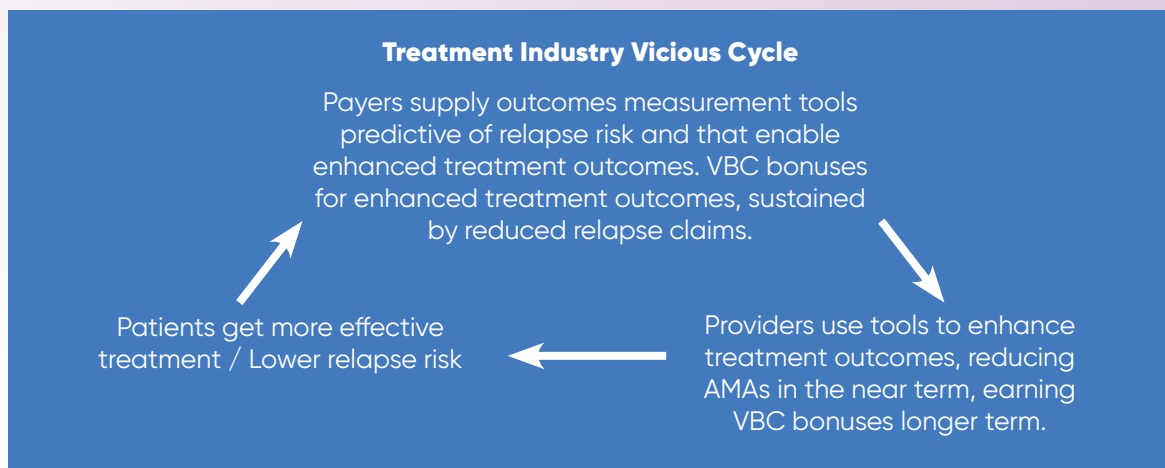 Treatment Industry Vicious Cycle
Payers supply outcomes measurement tools
predictive of relapse risk and that enable
enhanced treatment outcomes. VBC bonuses
for enhanced treatment outcomes, sustained
by reduced relapse claims.
Providers use tools to enhance
treatment outcomes, reducing
AMAs in the near term, earning
VBC bonuses longer term.
Patients get more effective
treatment / Lower relapse risk